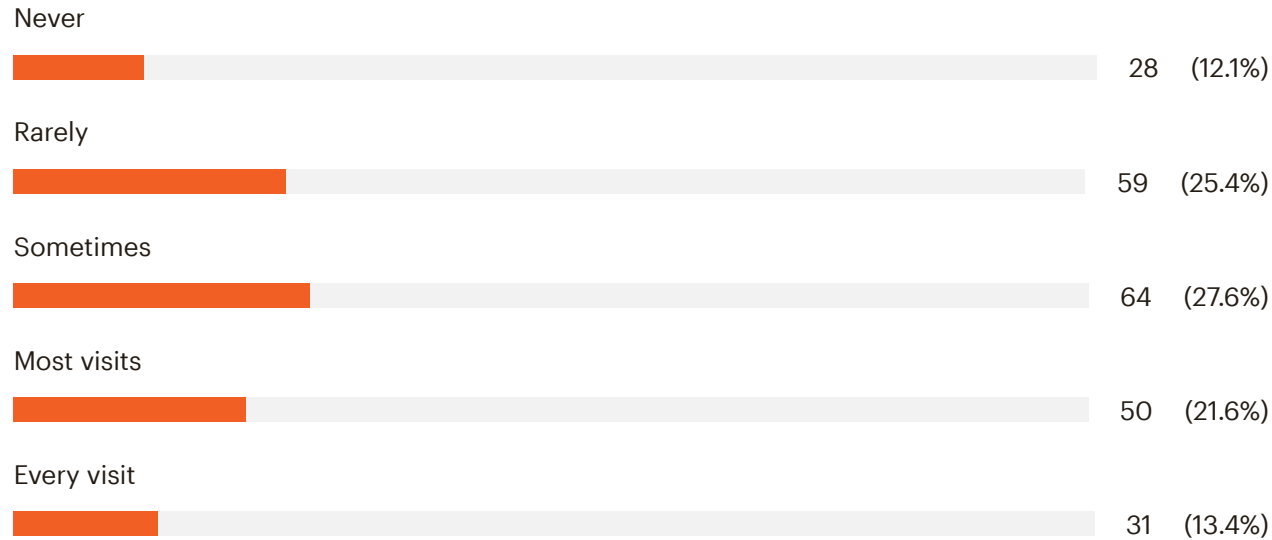 Never
28 (12.1%)
Rarely
59 (25.4%)
Sometimes
64 (27.6%)
Most visits
50 (21.6%)
Every visit
31 (13.4%)